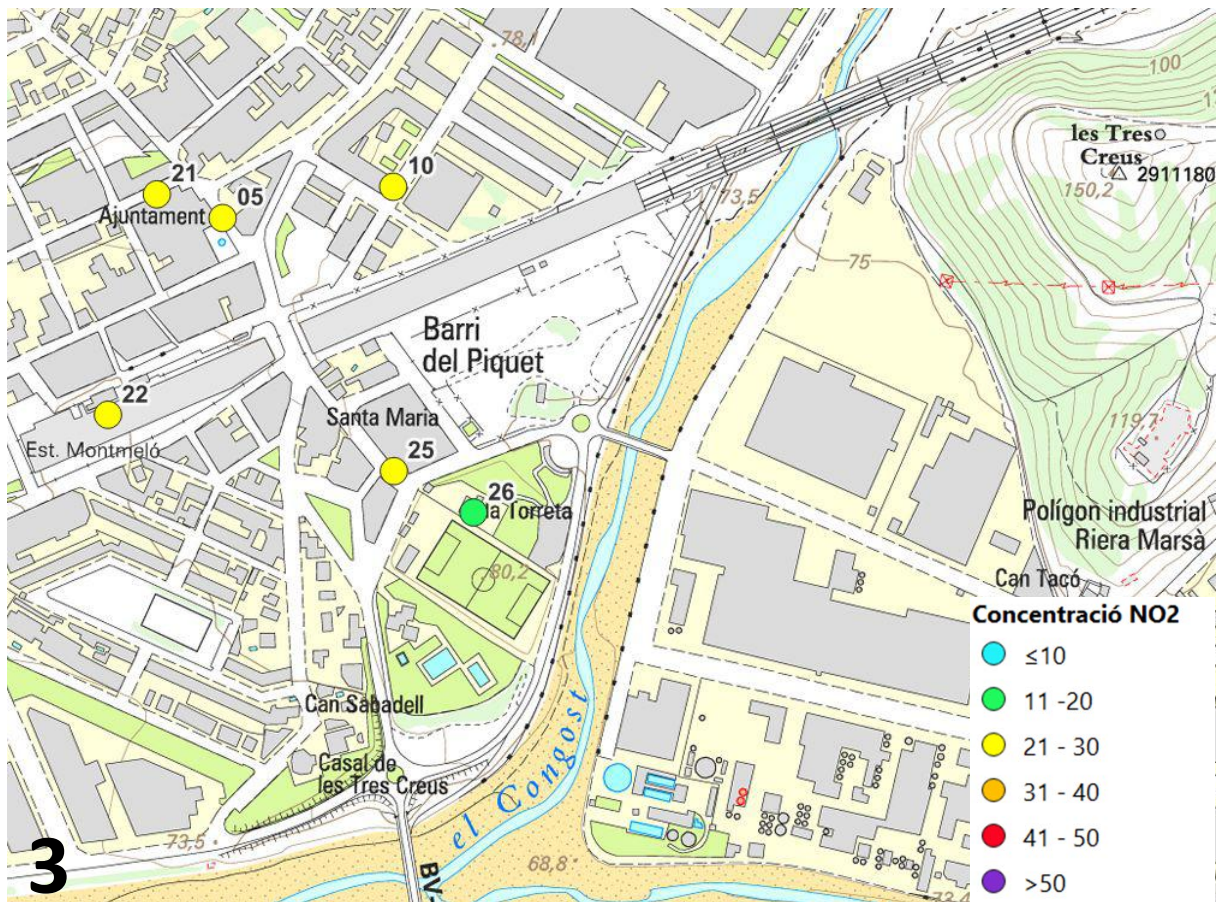 78,1
100
les Tres
Creus
2911180
150,2
21
10
05
Ajuntament
73,5
75
Barri
del Piquet
22
Santa Maria
Est. Montmeló
25
119,7
26
la Torreta
Polígon industrial
Riera Marsà
80,2
Can Tacó
Concentració NO2
≤10
11 -20
21 - 30
31 - 40
41 - 50
>50
Can Sabadell
Casal de
les Tres Creus
el Congost
73,5
68,8
BV-
73,4
3